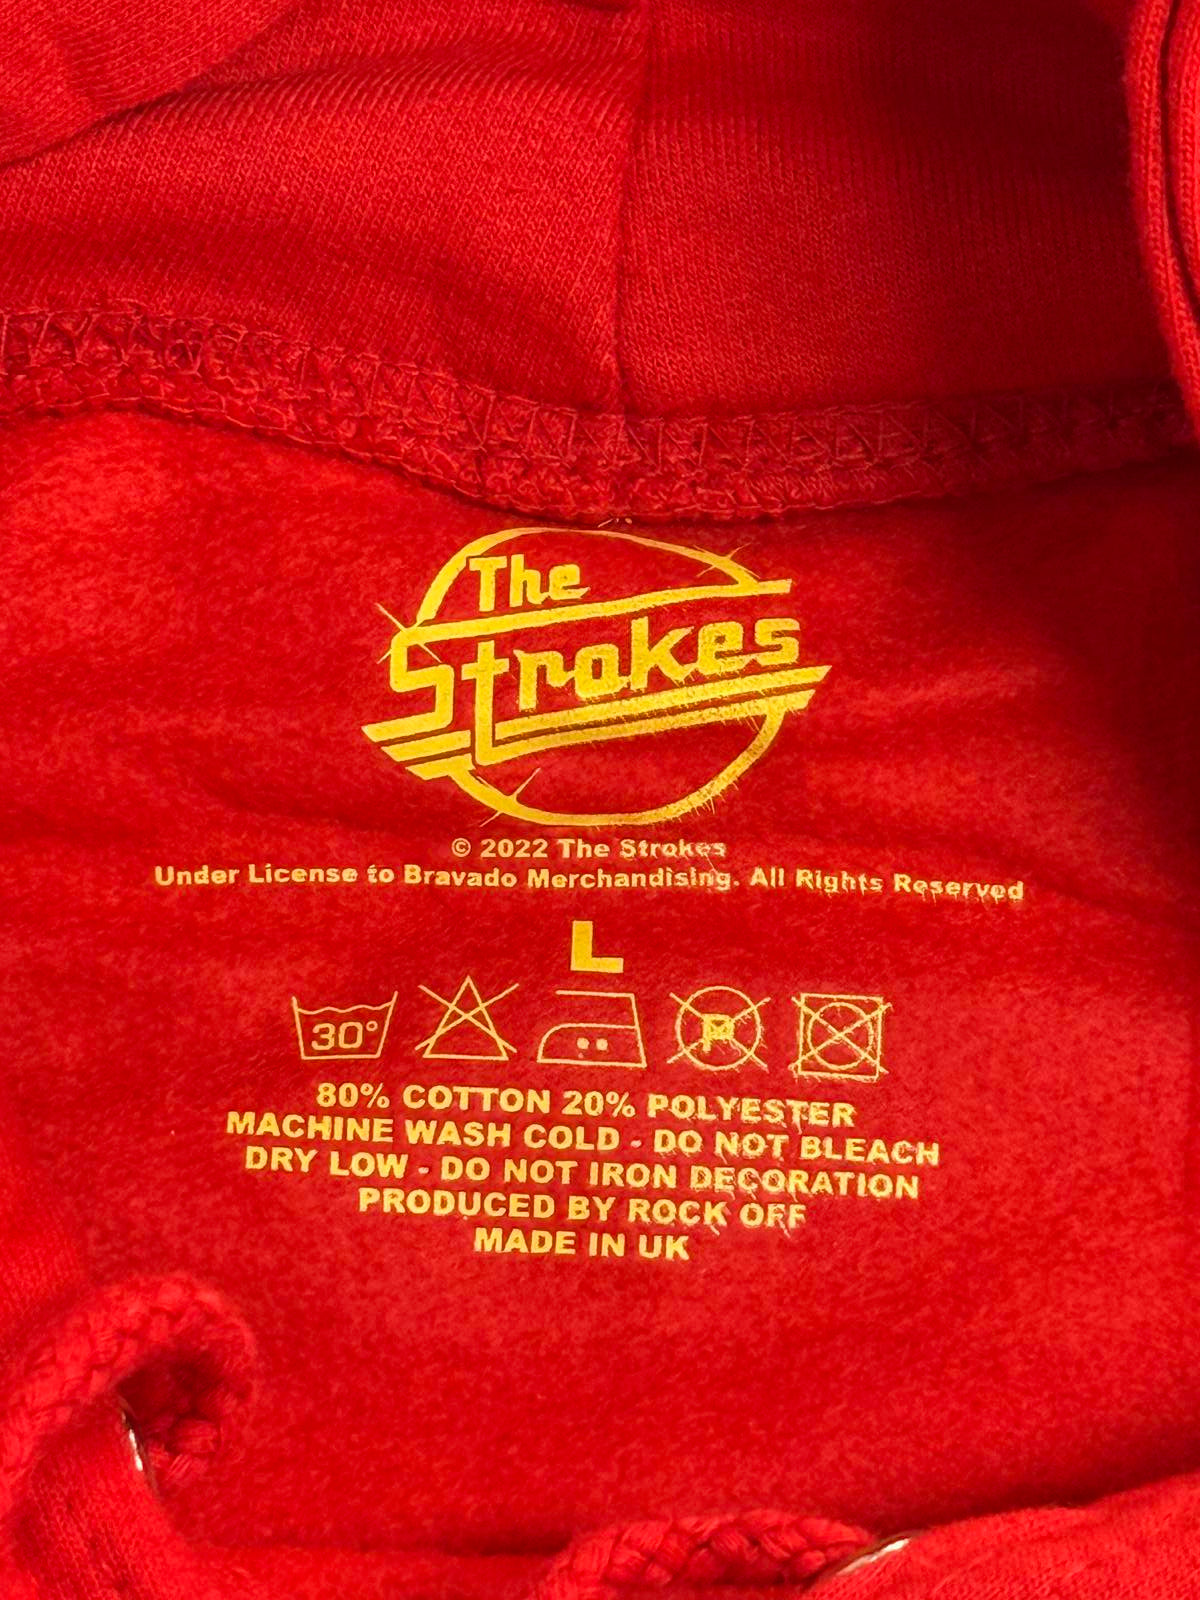 The
Strokes
© 2022 The Strokes
Under License to Bravado Merchandising. All Rights Reserved
L
30° P
80% COTTON 20% POLYESTER
MACHINE WASH COLD - DO NOT BLEACH
DRY LOW - DO NOT IRON DECORATION
PRODUCED BY ROCK OFF
MADE IN UK